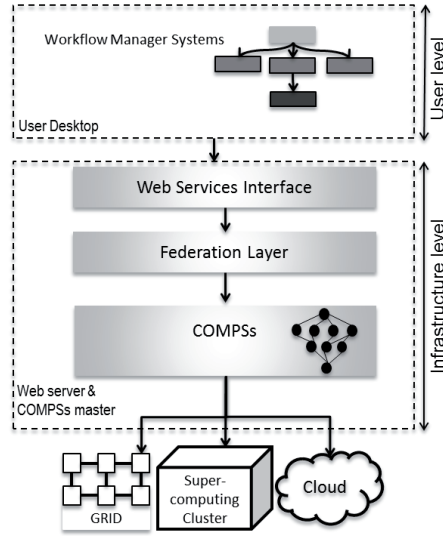 Workflow Manager Systems
User Desktop
User level
Web Services Interface
Federation Layer
COMPSs
Web server &
COMPSs master
Infrastructure level
GRID
Super-
computing
Cluster
Cloud